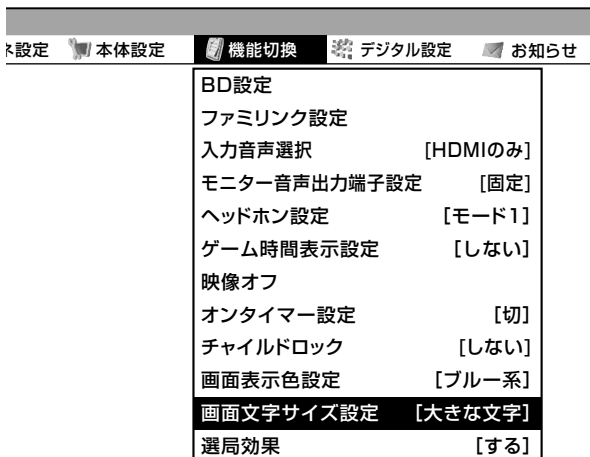 ネ設定 本体設定 機能切換 デジタル設定 お知らせ
BD設定
ファミリンク設定
入力音声選択 [HDMIのみ]
モニター音声出力端子設定 [固定]
ヘッドホン設定 [モード1]
ゲーム時間表示設定 [しない]
映像オフ
オンタイマー設定 [切]
チャイルドロック [しない]
画面表示色設定 [ブルー系]
画面文字サイズ設定 [大きな文字]
選局効果 [する]